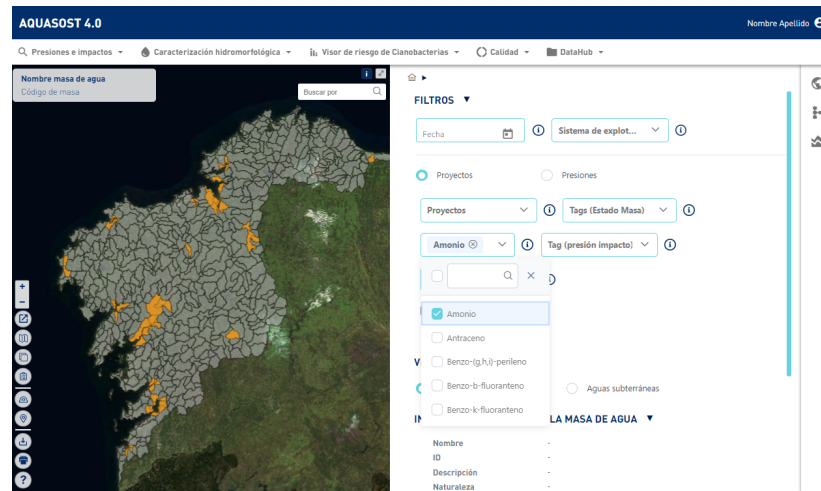 AQUASOST 4.0
Nombre Apellido
Presiones e impactos
Caracterización hidromorfológica
Visor de riesgo de Cianobacterias
Calidad
DataHub
Nombre masa de agua
Código de masa
Buscar por
FILTROS
Fecha
Sistema de explot...
Proyectos
Presiones
Proyectos
Tags (Estado Masa)
Amonio
Tag (presión impacto)
Amonio
Antraceno
Benzo-(g,h,i)-perileno
Benzo-b-fluoranteno
Benzo-k-fluoranteno
Aguas subterráneas
LA MASA DE AGUA
Nombre -
ID -
Descripción -
Naturaleza -